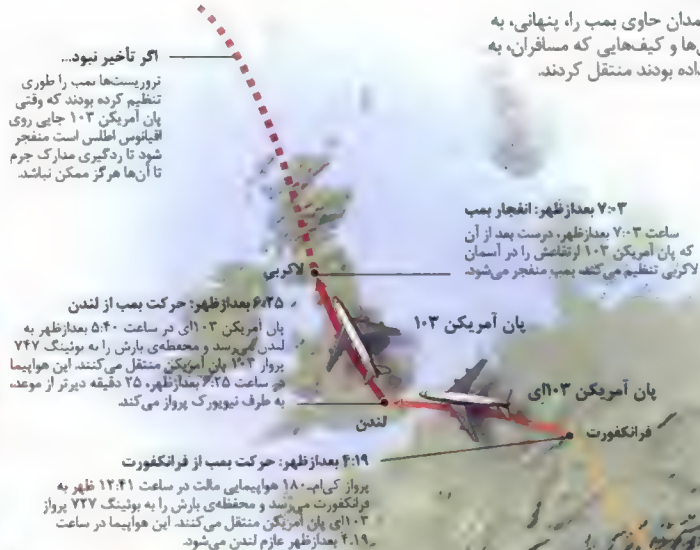 مدان حاوی بمب را، پنهانی، به
ها و کیف‌هایی که مسافران، به
اده بودند منتقل کردند.
اگر تأخیر نبود...
تروریست‌ها بمب را طوری
تنظیم کرده بودند که وقتی
پان آمریکن ۱۰۳ جایی روی
اقیانوس اطلس است منفجر
شود تا ردگیری مدارک جرم
تا آن‌ها هرگز ممکن نباشد.
۷:۰۳ بعدازظهر: انفجار بمب
ساعت ۷:۰۳ بعدازظهر، درست بعد از آن
که پان آمریکن ۱۰۳ ارتفاعش را در آسمان
لاکربی تنظیم می‌کند، بمب منفجر می‌شود.
لاکربی
۶:۲۵ بعدازظهر: حرکت بمب از لندن
پان آمریکن ۱۰۳ای در ساعت ۵:۴۰ بعدازظهر به
لندن می‌رسد و محفظه‌ی بارش را به بوئینگ ۷۴۷
پرواز ۱۰۳ پان آمریکن منتقل می‌کنند. این هواپیما
در ساعت ۶:۲۵ بعدازظهر، ۲۵ دقیقه دیرتر از موعد،
به طرف نیویورک پرواز می‌کند.
پان آمریکن ۱۰۳
پان آمریکن ۱۰۳ای
لندن
فرانکفورت
۴:۱۹ بعدازظهر: حرکت بمب از فرانکفورت
پرواز کی‌ام-۱۸۰ هواپیمایی مالت در ساعت ۱۲:۴۱ ظهر به
فرانکفورت می‌رسد و محفظه‌ی بارش را به بوئینگ ۷۲۷ پرواز
۱۰۳ای پان آمریکن منتقل می‌کنند. این هواپیما در ساعت
۴:۱۹ بعدازظهر عازم لندن می‌شود.